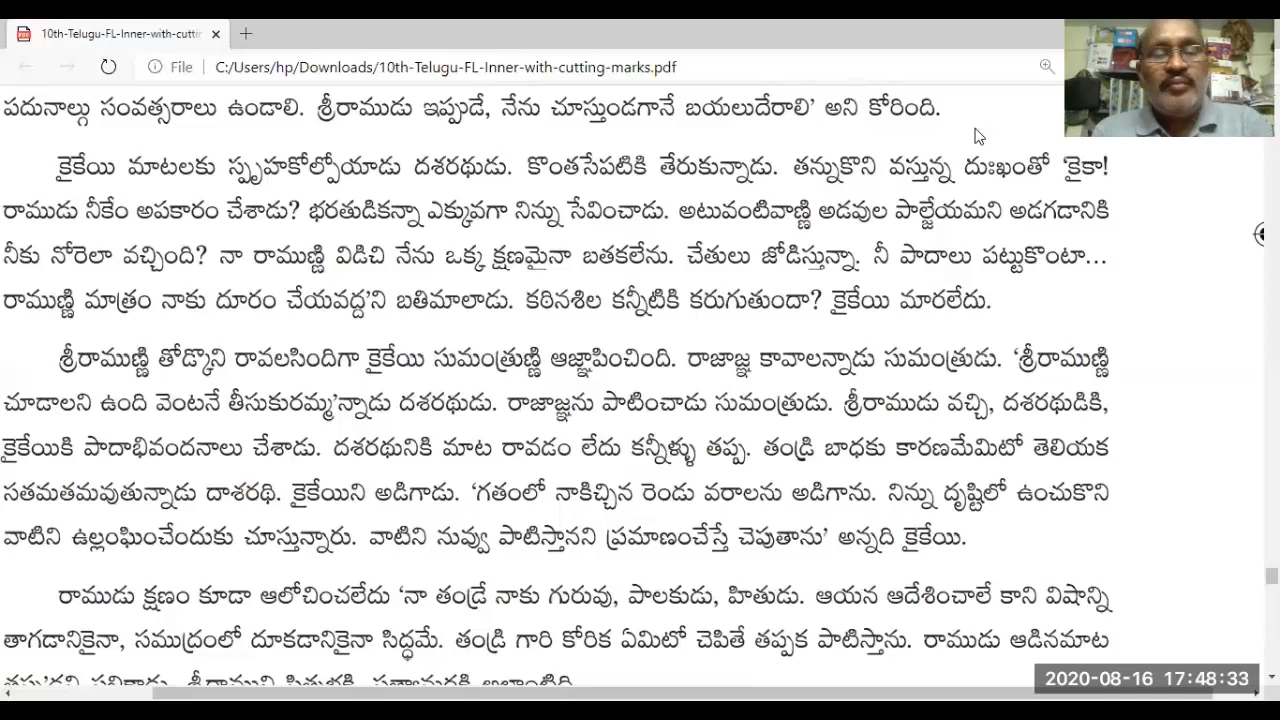 10th-Telugu-FL-Inner-with-cuttin
File
C:/Users/hp/Downloads/10th-Telugu-FL-Inner-with-cutting-marks.pdf
పదునాల్గు సంవత్సరాలు ఉండాలి. శ్రీరాముడు ఇప్పుడే, నేను చూస్తుండగానే బయలుదేరాలి’ అని కోరింది.
కైకేయి మాటలకు స్పృహకోల్పోయాడు దశరథుడు. కొంతసేపటికి తేరుకున్నాడు. తన్నుకొని వస్తున్న దుఃఖంతో ‘కైకా!
రాముడు నీకేం అపకారం చేశాడు? భరతుడికన్నా ఎక్కువగా నిన్ను సేవించాడు. అటువంటివాణ్ణి అడవుల పాల్జేయమని అడగడానికి
నీకు నోరెలా వచ్చింది? నా రాముణ్ణి విడిచి నేను ఒక్క క్షణమైనా బతకలేను. చేతులు జోడిస్తున్నా. నీ పాదాలు పట్టుకొంటా...
రాముణ్ణి మాత్రం నాకు దూరం చేయవద్ద’ని బతిమాలాడు. కఠినశిల కన్నీటికి కరుగుతుందా? కైకేయి మారలేదు.
శ్రీరాముణ్ణి తోడ్కొని రావలసిందిగా కైకేయి సుమంత్రుణ్ణి ఆజ్ఞాపించింది. రాజాజ్ఞ కావాలన్నాడు సుమంత్రుడు. ‘శ్రీరాముణ్ణి
చూడాలని ఉంది వెంటనే తీసుకురమ్మ’న్నాడు దశరథుడు. రాజాజ్ఞను పాటించాడు సుమంత్రుడు. శ్రీరాముడు వచ్చి, దశరథుడికి,
కైకేయికి పాదాభివందనాలు చేశాడు. దశరథునికి మాట రావడం లేదు కన్నీళ్ళు తప్ప. తండ్రి బాధకు కారణమేమిటో తెలియక
సతమతమవుతున్నాడు దాశరథి. కైకేయిని అడిగాడు. ‘గతంలో నాకిచ్చిన రెండు వరాలను అడిగాను. నిన్ను దృష్టిలో ఉంచుకొని
వాటిని ఉల్లంఘించేందుకు చూస్తున్నారు. వాటిని నువ్వు పాటిస్తానని ప్రమాణంచేస్తే చెపుతాను’ అన్నది కైకేయి.
రాముడు క్షణం కూడా ఆలోచించలేదు ‘నా తండ్రే నాకు గురువు, పాలకుడు, హితుడు. ఆయన ఆదేశించాలే కాని విషాన్ని
తాగడానికైనా, సముద్రంలో దూకడానికైనా సిద్ధమే. తండ్రి గారి కోరిక ఏమిటో చెపితే తప్పక పాటిస్తాను. రాముడు ఆడినమాట
2020-08-16 17:48:33